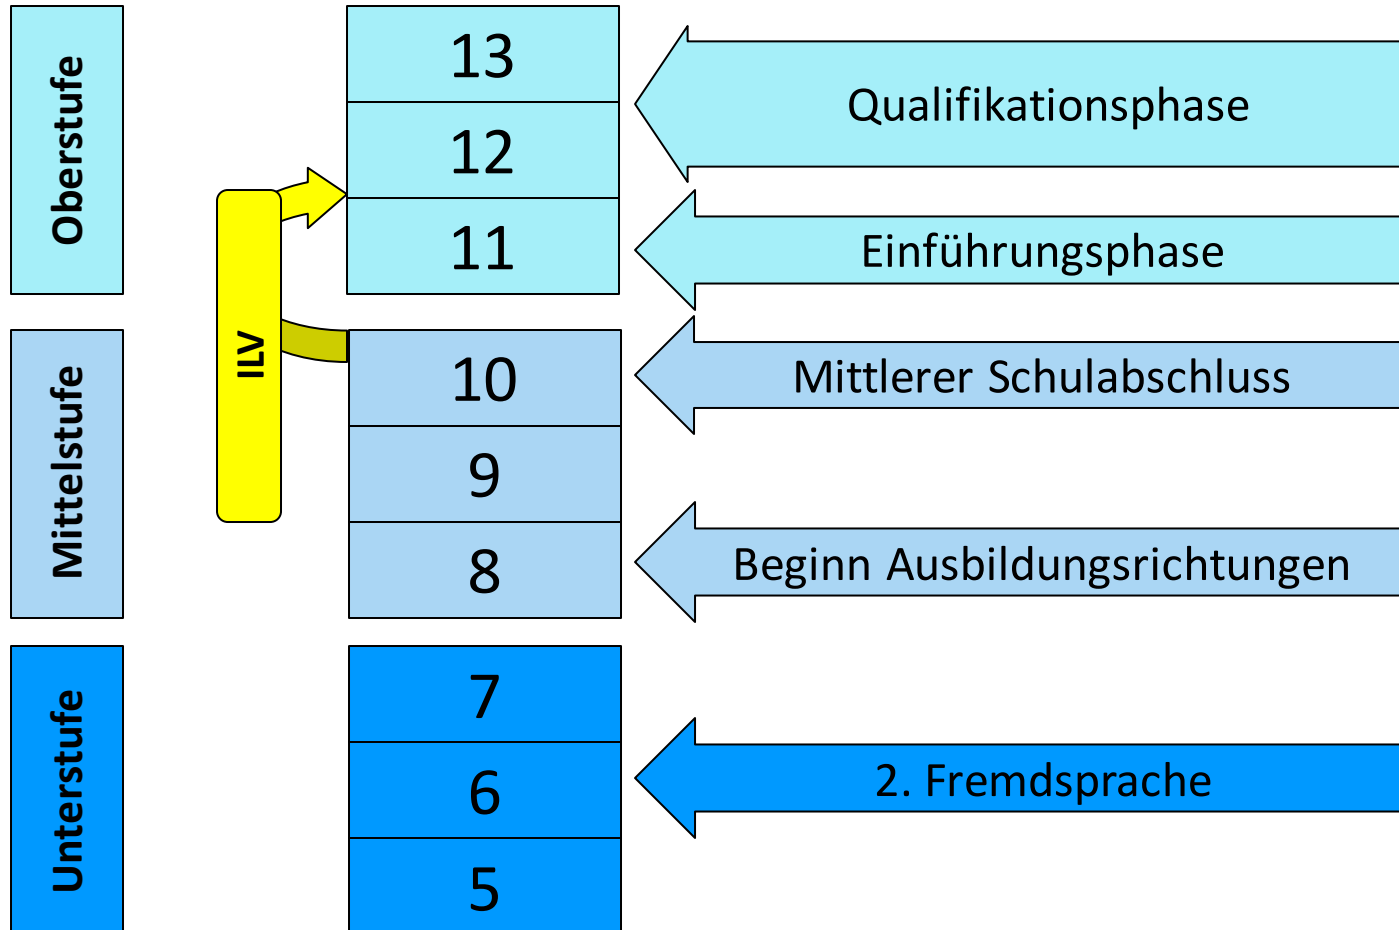 Oberstufe
13
12
11
Qualifikationsphase
Einführungsphase
ILV
Mittelstufe
10
9
8
Mittlerer Schulabschluss
Beginn Ausbildungsrichtungen
Unterstufe
7
6
5
2. Fremdsprache